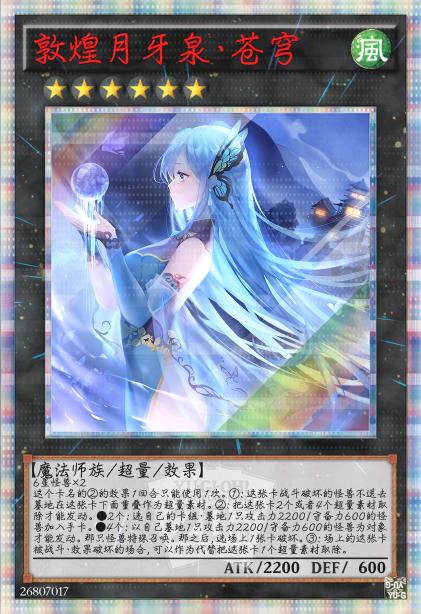 敦煌月牙泉·苍穹
風
【魔法师族/超量/效果】
6星怪兽×2
这个卡名的②的效果1回合只能使用1次。①：这张卡战斗破坏的怪兽不送去
墓地在这张卡下面重叠作为超量素材。②：把这张卡2个或者4个超量素材取
除才能发动。●2个：选自己的卡组·墓地1只攻击力2200/守备力600的怪
兽加入手卡。●4个：以自己墓地1只攻击力2200/守备力600的怪兽为对象
才能发动。那只怪兽特殊召唤。那之后，选场上1张卡破坏。③：场上的这张卡
被战斗·效果破坏的场合，可以作为代替把这张卡1个超量素材取除。
ATK/2200 DEF/ 600
26807017